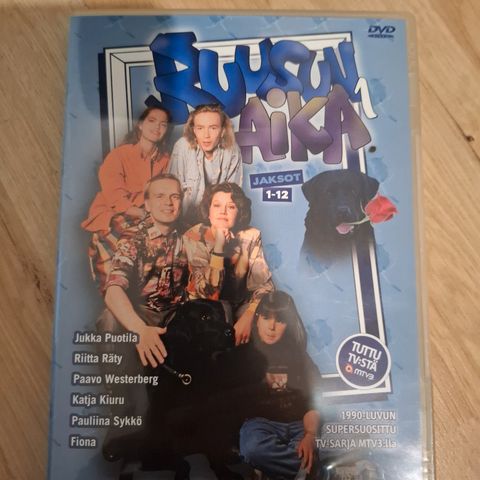 DVD
RUUSUN
AIKA 1
JAKSOT
1-12
Jukka Puotila
Riitta Räty
Paavo Westerberg
Katja Kiuru
Pauliina Sykkö
Fiona
TUTTU
TV:STÄ
MTV3
1990-LUVUN
SUPERSUOSITTU
TV-SARJA MTV3:lla